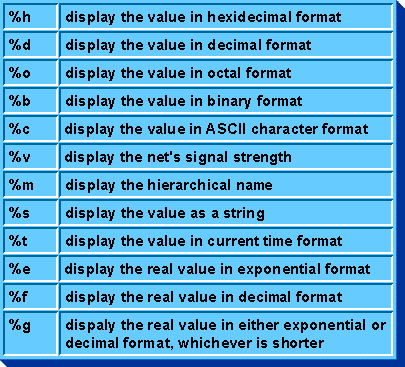 %h display the value in hexidecimal format
%d display the value in decimal format
%o display the value in octal format
%b display the value in binary format
%c display the value in ASCII character format
%v display the net's signal strength
%m display the hierarchical name
%s display the value as a string
%t display the value in current time format
%e display the real value in exponential format
%f display the real value in decimal format
%g dispaly the real value in either exponential or
decimal format, whichever is shorter